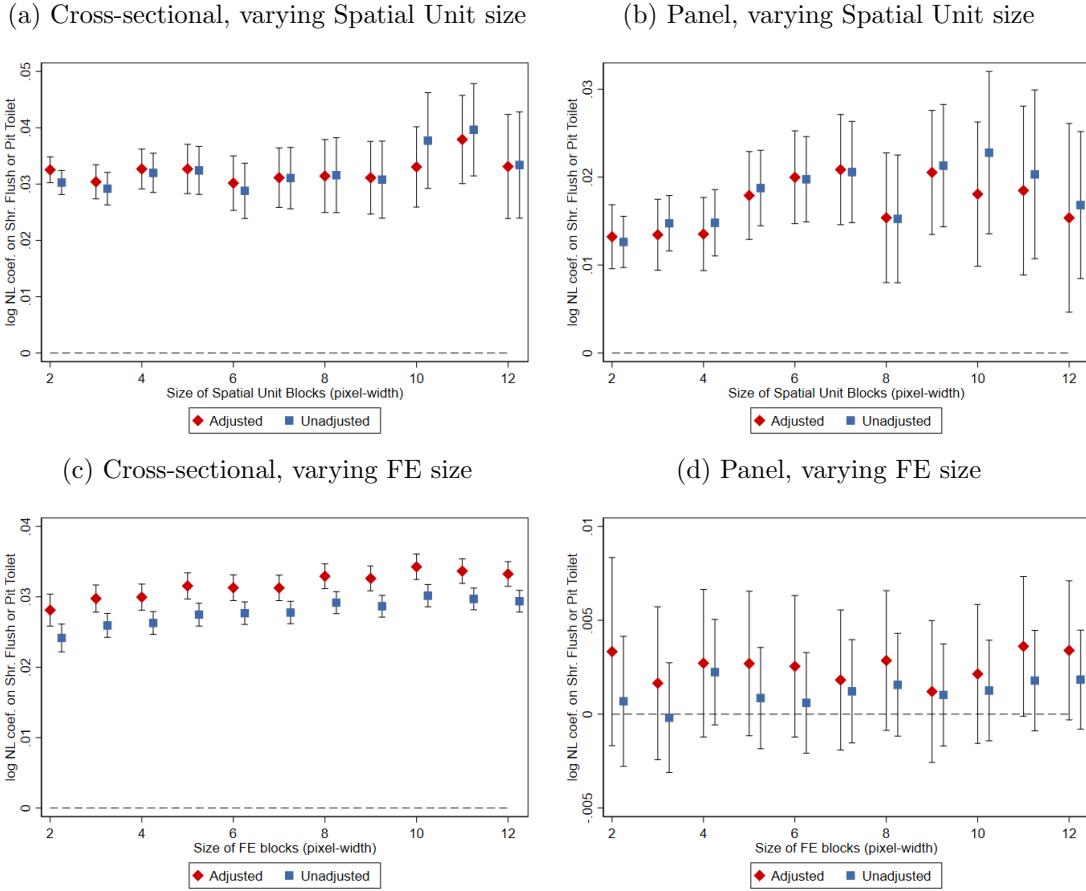 (a) Cross-sectional, varying Spatial Unit size
log NL coef. on Shr. Flush or Pit Toilet
.05
.04
.03
.02
.01
0
2 4 6 8 10 12
Size of Spatial Unit Blocks (pixel-width)
Adjusted Unadjusted
(b) Panel, varying Spatial Unit size
log NL coef. on Shr. Flush or Pit Toilet
.03
.02
.01
0
2 4 6 8 10 12
Size of Spatial Unit Blocks (pixel-width)
Adjusted Unadjusted
(c) Cross-sectional, varying FE size
log NL coef. on Shr. Flush or Pit Toilet
.04
.03
.02
.01
0
2 4 6 8 10 12
Size of FE blocks (pixel-width)
Adjusted Unadjusted
(d) Panel, varying FE size
log NL coef. on Shr. Flush or Pit Toilet
.01
.005
0
-.005
2 4 6 8 10 12
Size of FE blocks (pixel-width)
Adjusted Unadjusted